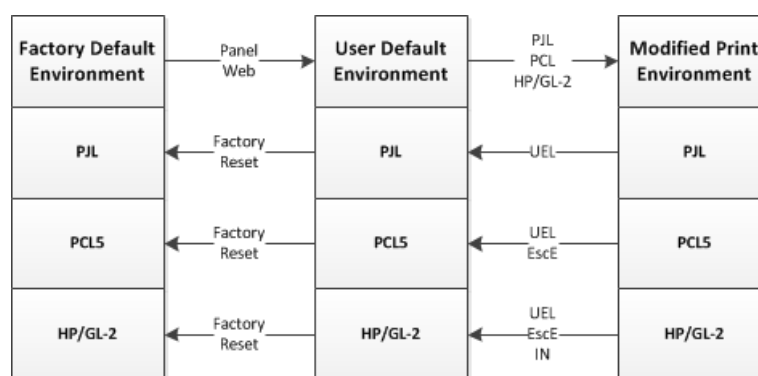 Factory Default
Environment
Panel
Web
User Default
Environment
PJL
PCL
HP/GL-2
Modified Print
Environment
PJL
Factory
Reset
PJL
UEL
PJL
PCL5
Factory
Reset
PCL5
UEL
EscE
PCL5
HP/GL-2
Factory
Reset
HP/GL-2
UEL
EscE
IN
HP/GL-2